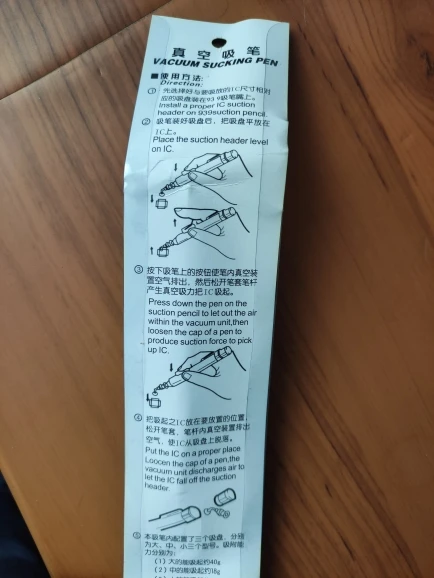 真空吸笔
VACUUM SUCKING PEN
■使用方法:
Direction:
① 先选择好与要吸放的IC尺寸相对
应的吸盘装在939吸笔嘴上。
Install a proper IC suction
header on 939suction pencil
② 吸笔装好吸盘后，把吸盘平放在
IC上。
Place the suction header level
on IC.
③ 按下吸笔上的按钮使笔内真空装
置空气排出，然后松开笔套笔杆
产生真空吸力把IC吸起。
Press down the pen on the
suction pencil to let out the air
within the vacuum unit,then
loosen the cap of a pen to
produce suction force to pick
up IC.
④ 把吸起之IC放在要放置的位置，
松开笔套、笔杆内真空装置排出
空气，使IC从吸盘上脱落。
Put the IC on a proper place
Loocen the cap of a pen,the
vacuum unit discharges air to
let the IC fall off the suction
header.
⑤ 本吸笔内配置了三个吸盘，分别
为大、中、小三个型号。吸附能
力分别为:
(1) 大的能吸起约40g
(2) 中的能吸起约18g